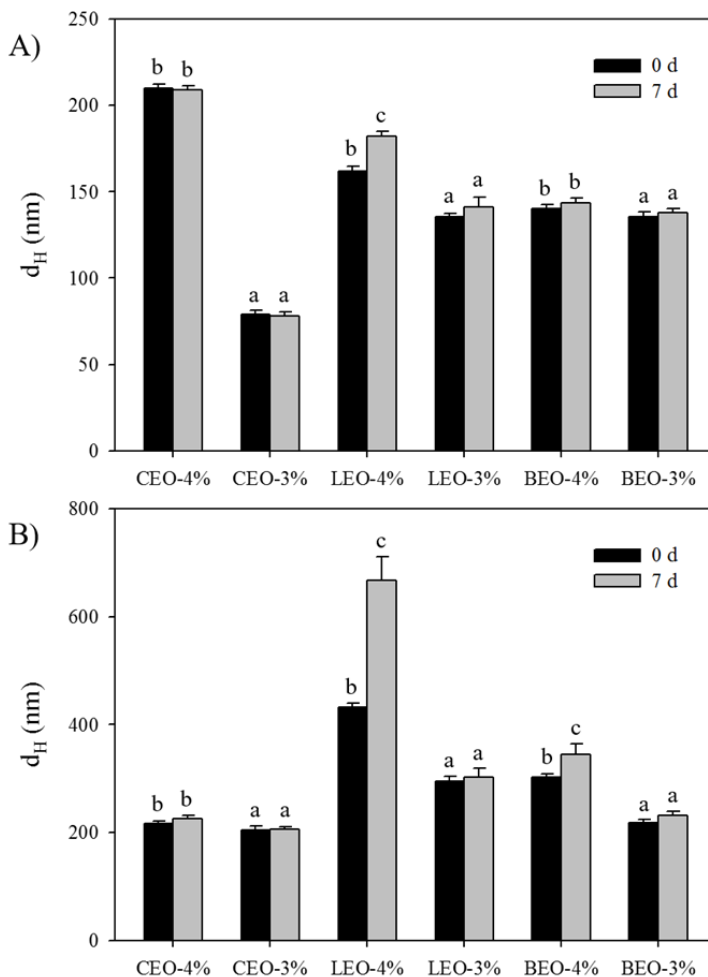 A)
250
200
150
100
50
0
d_H (nm)
0 d
7 d
b b
a a
b c
a a
b b
a a
CEO-4% CEO-3% LEO-4% LEO-3% BEO-4% BEO-3%
B)
800
600
400
200
0
d_H (nm)
0 d
7 d
b b
a a
b c
a a
b c
a a
CEO-4% CEO-3% LEO-4% LEO-3% BEO-4% BEO-3%